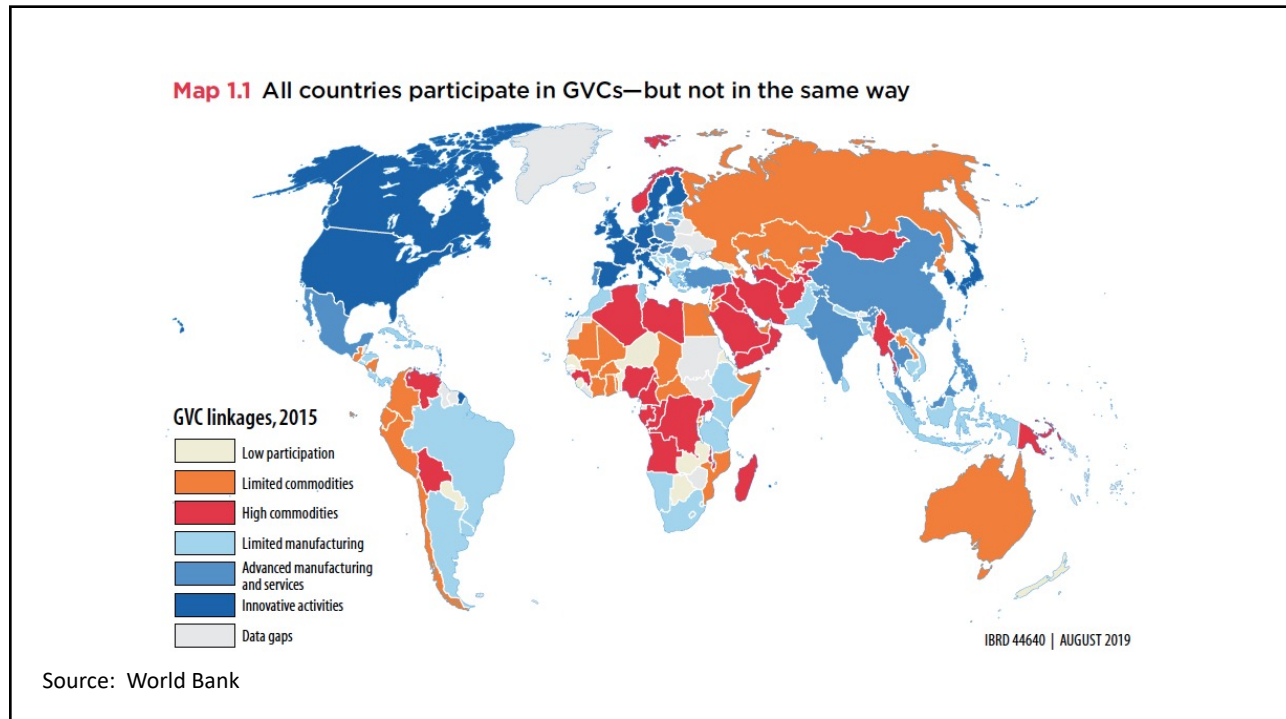 Map 1.1 All countries participate in GVCs—but not in the same way
GVC linkages, 2015
Low participation
Limited commodities
High commodities
Limited manufacturing
Advanced manufacturing
and services
Innovative activities
Data gaps
IBRD 44640 | AUGUST 2019
Source: World Bank